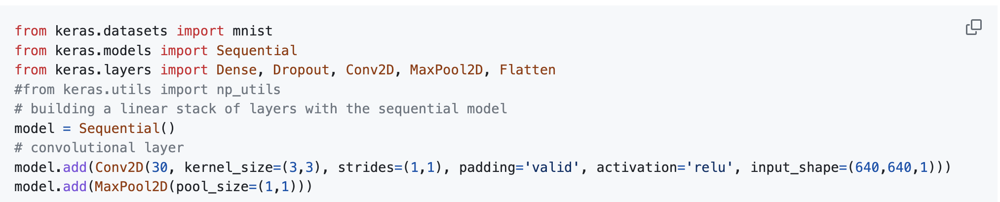 from keras.datasets import mnist
from keras.models import Sequential
from keras.layers import Dense, Dropout, Conv2D, MaxPool2D, Flatten
#from keras.utils import np_utils
# building a linear stack of layers with the sequential model
model = Sequential()
# convolutional layer
model.add(Conv2D(30, kernel_size=(3,3), strides=(1,1), padding='valid', activation='relu', input_shape=(640,640,1)))
model.add(MaxPool2D(pool_size=(1,1)))